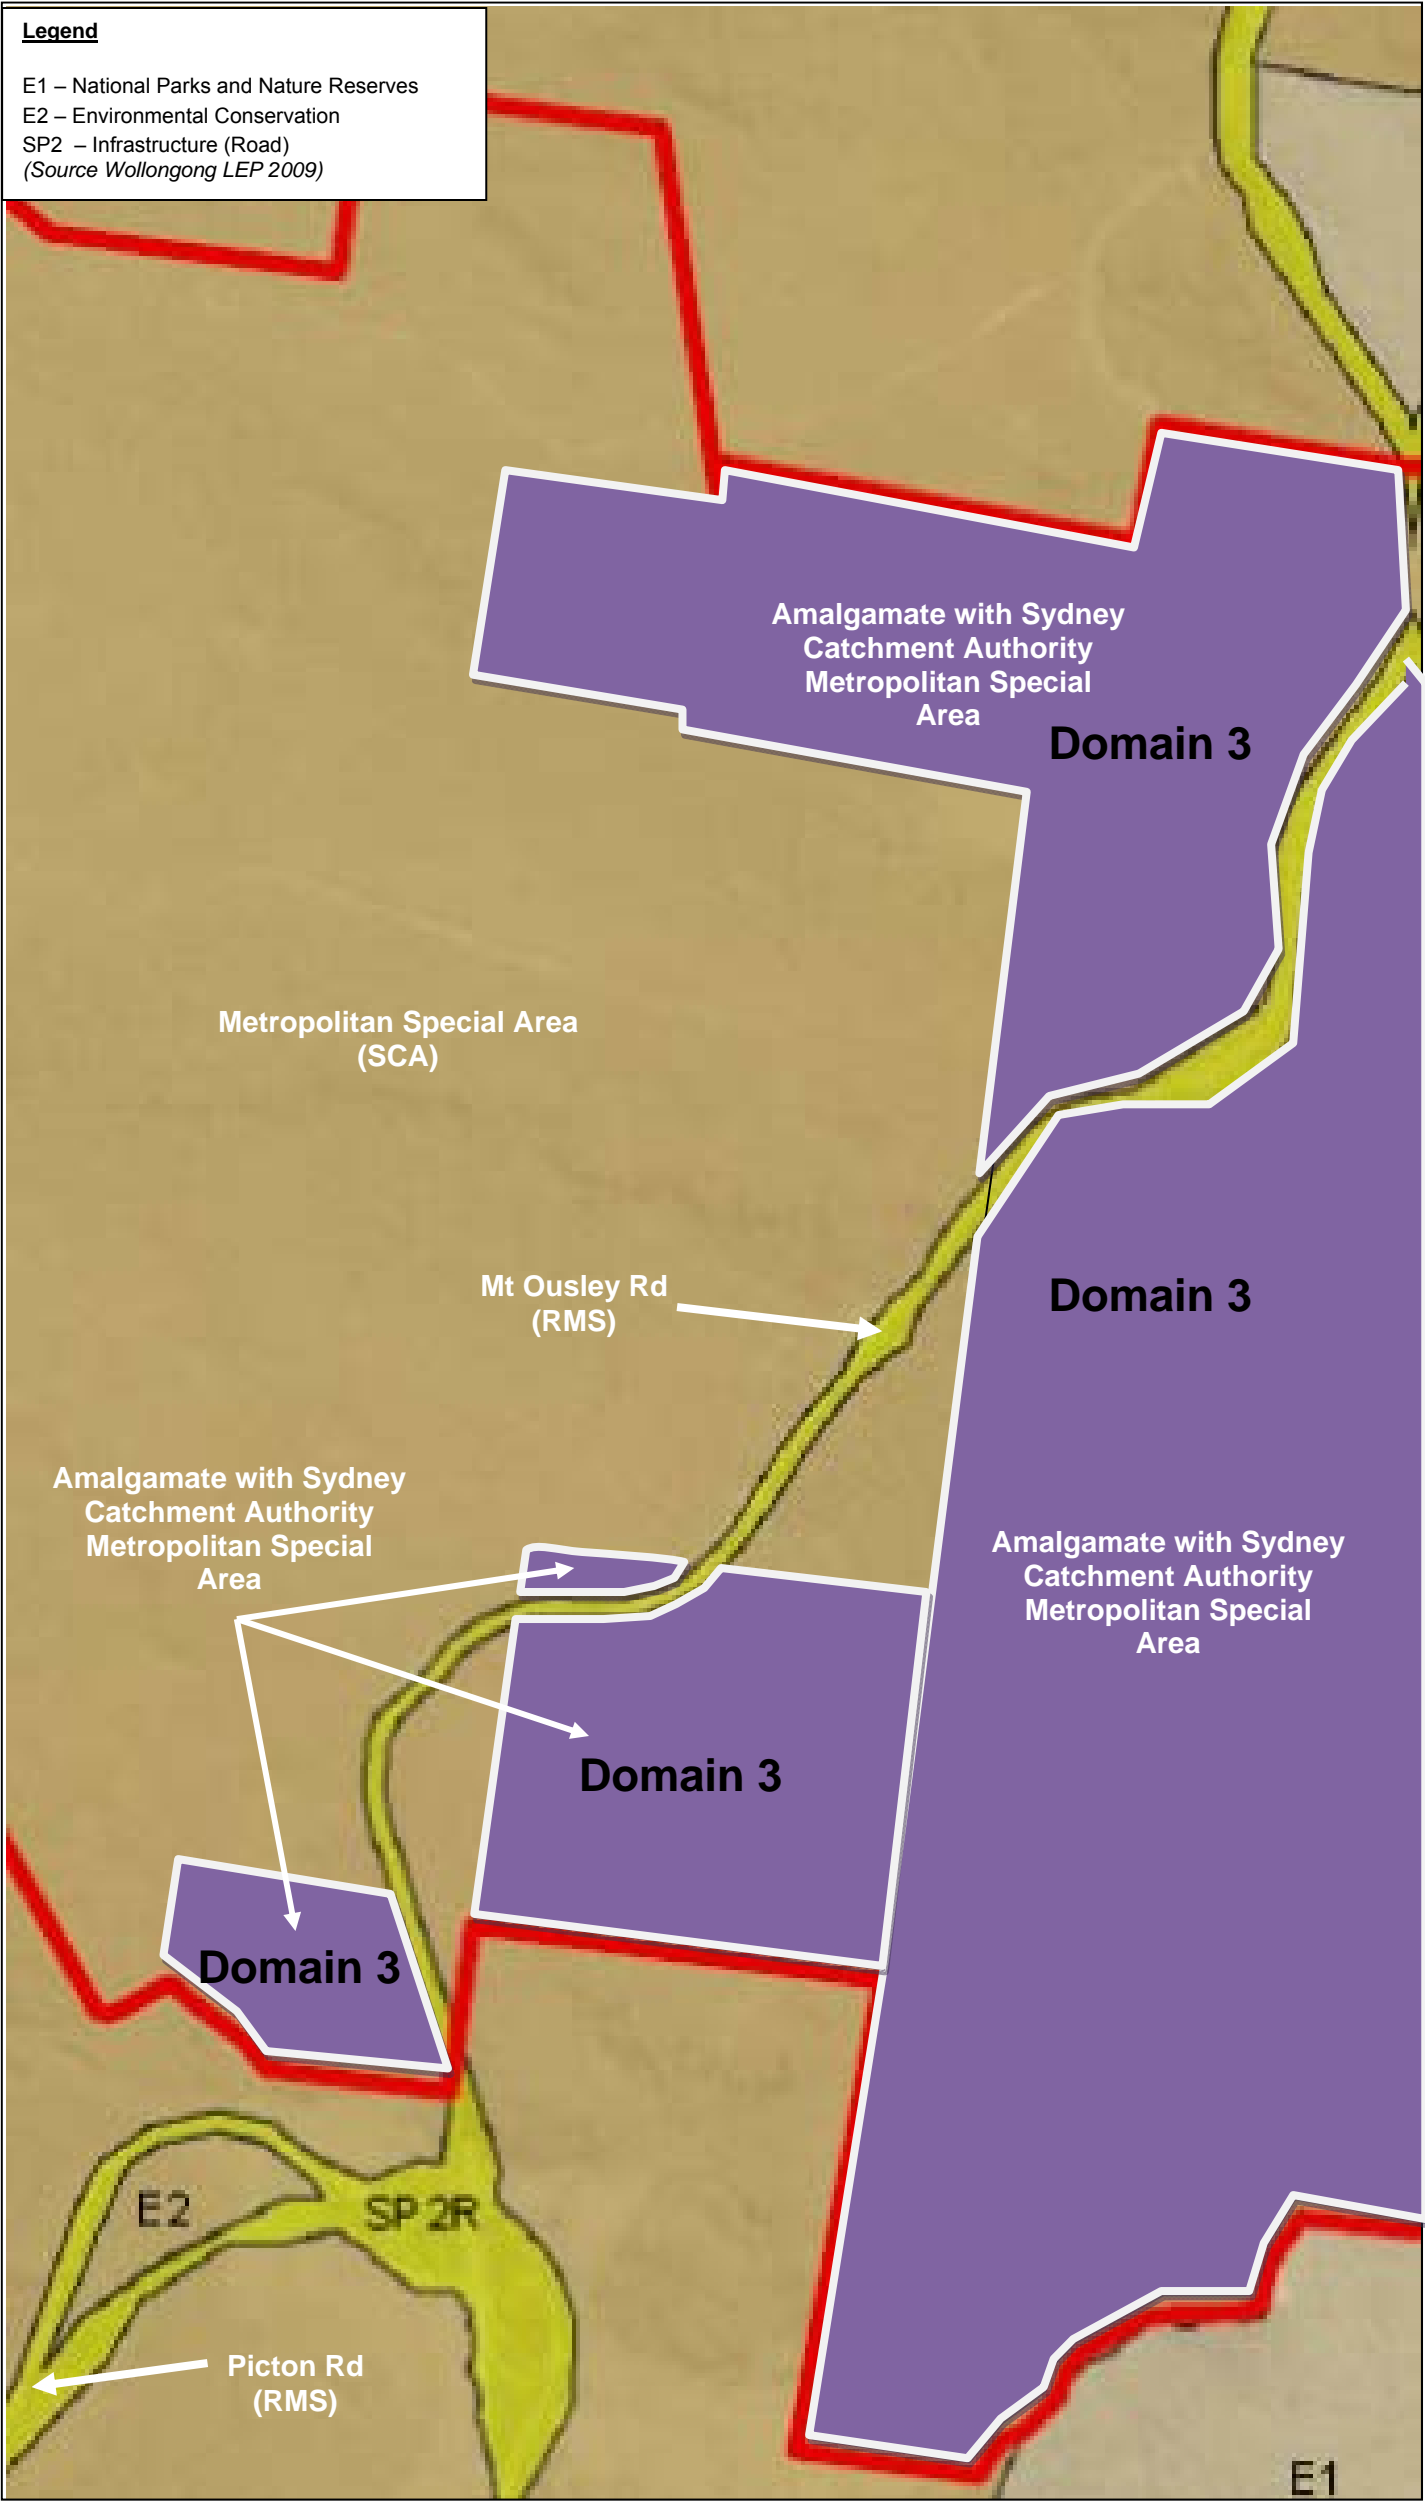 Legend
E1 – National Parks and Nature Reserves
E2 – Environmental Conservation
SP2 – Infrastructure (Road)
(Source Wollongong LEP 2009)
Amalgamate with Sydney
Catchment Authority
Metropolitan Special
Area
Domain 3
Metropolitan Special Area
(SCA)
Mt Ousley Rd
(RMS)
Domain 3
Amalgamate with Sydney
Catchment Authority
Metropolitan Special
Area
Amalgamate with Sydney
Catchment Authority
Metropolitan Special
Area
Domain 3
Domain 3
E2
SP2R
Picton Rd
(RMS)
E1